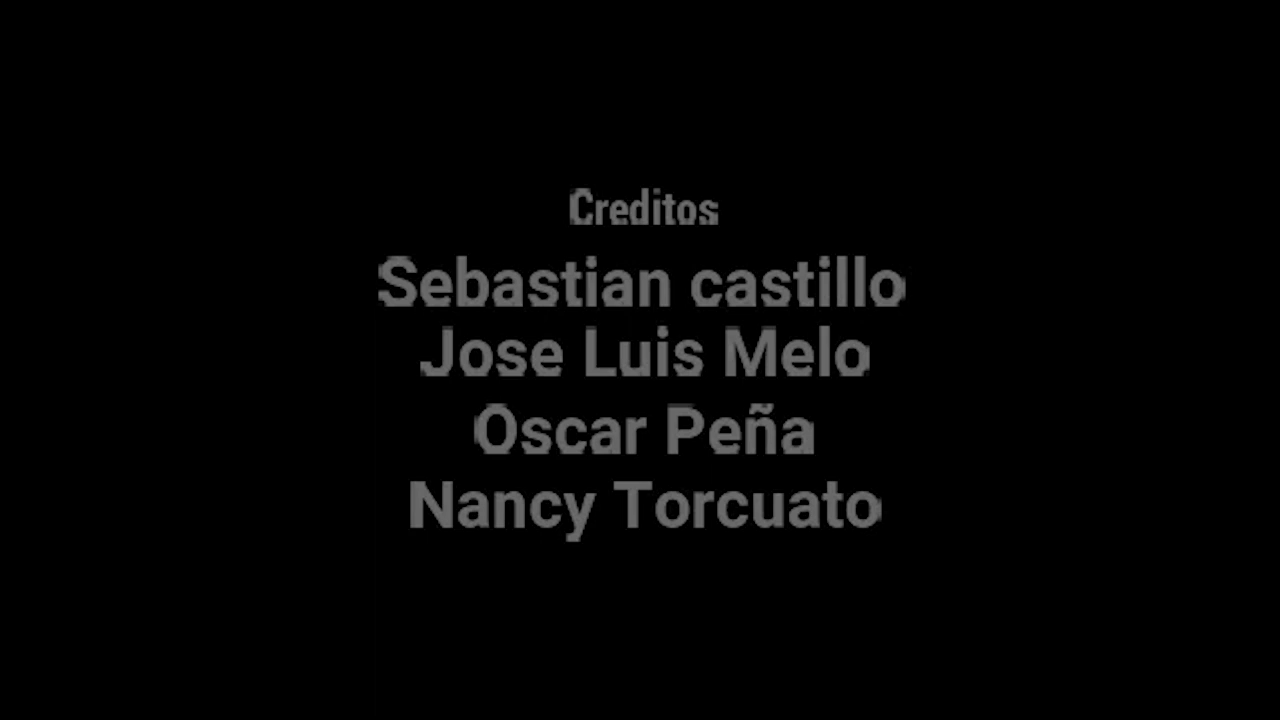 Creditos
Sebastian castillo
Jose Luis Melo
Oscar Peña
Nancy Torcuato